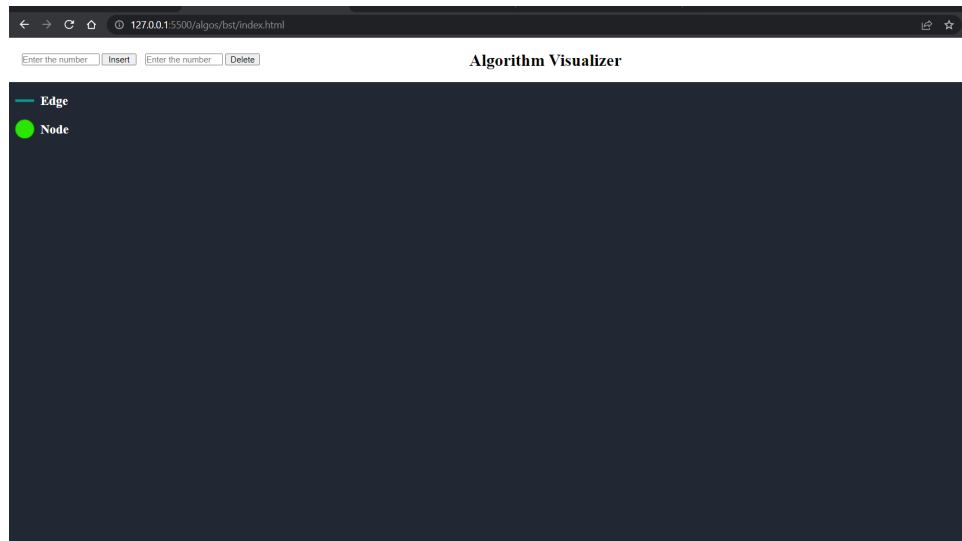 127.0.0.1:5500/algos/bst/index.html
Enter the number Insert Enter the number Delete Algorithm Visualizer
Edge
Node